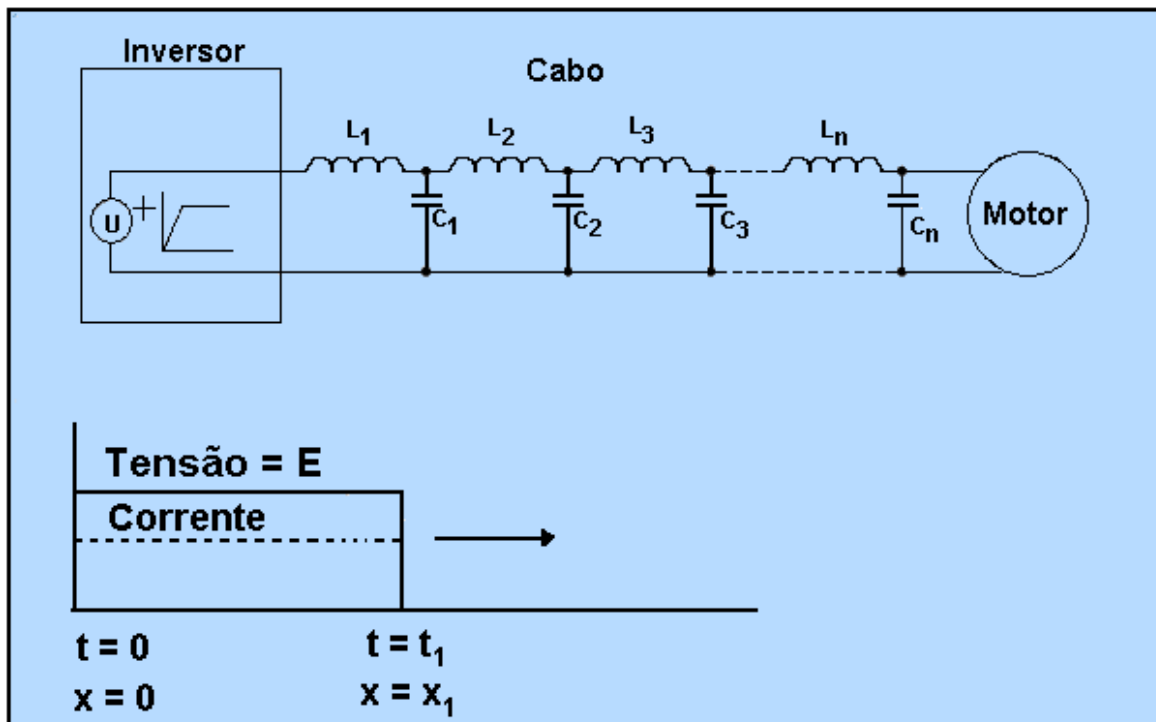 Inversor
Cabo
L1 L2 L3 Ln
U + C1 C2 C3 Cn Motor
Tensão = E
Corrente
t = 0 t = t1
x = 0 x = x1